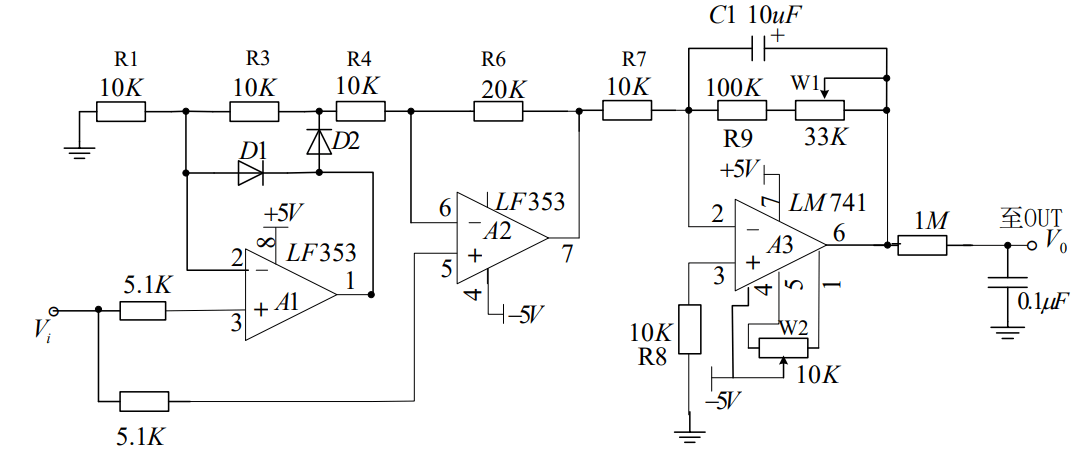 C1 10uF
+
R1
10K
R3
10K
R4
10K
R6
20K
R7
10K
100K
R9
W1
33K
D1
D2
+5V
8
LF353
2
−
1
A1
+
3
5.1K
Vi
5.1K
LF353
6
−
A2
+
5
7
4
−5V
+5V
7
LM741
2
−
6
A3
+
3
4
5
1
10K
R8
W2
10K
−5V
1M
至OUT
V0
0.1μF